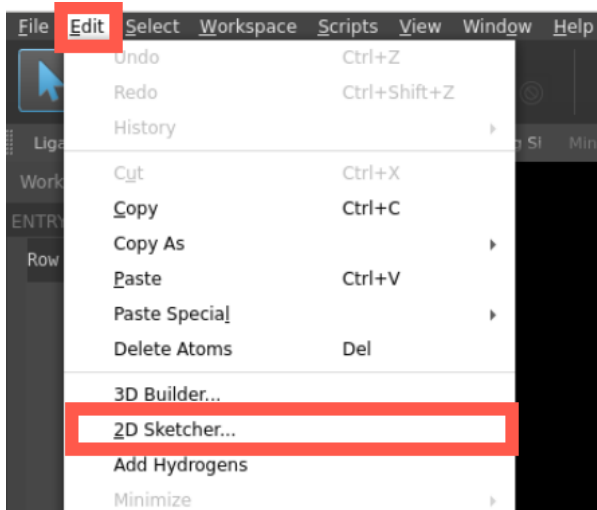 File Edit Select Workspace Scripts View Window Help
Undo Ctrl+Z
Redo Ctrl+Shift+Z
History
Liga g Sl Min
Cut Ctrl+X
Work
Copy Ctrl+C
ENTRY
Copy As
Row
Paste Ctrl+V
Paste Special
Delete Atoms Del
3D Builder...
2D Sketcher...
Add Hydrogens
Minimize